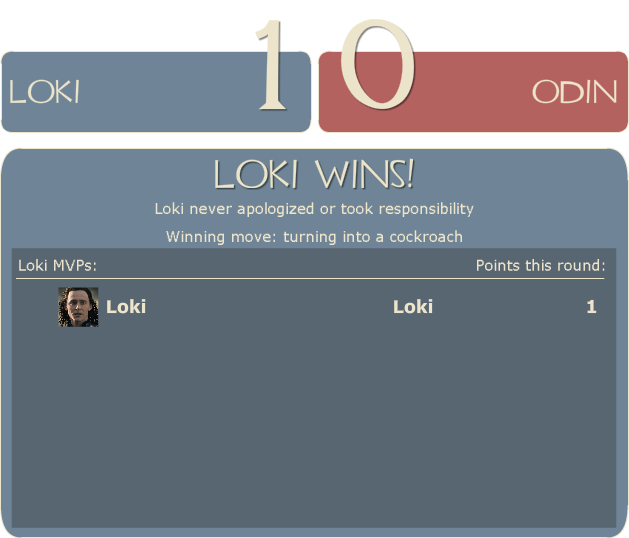 LOKI 1 0 ODIN
LOKI WINS!
Loki never apologized or took responsibility
Winning move: turning into a cockroach
Loki MVPs: Points this round:
Loki Loki 1